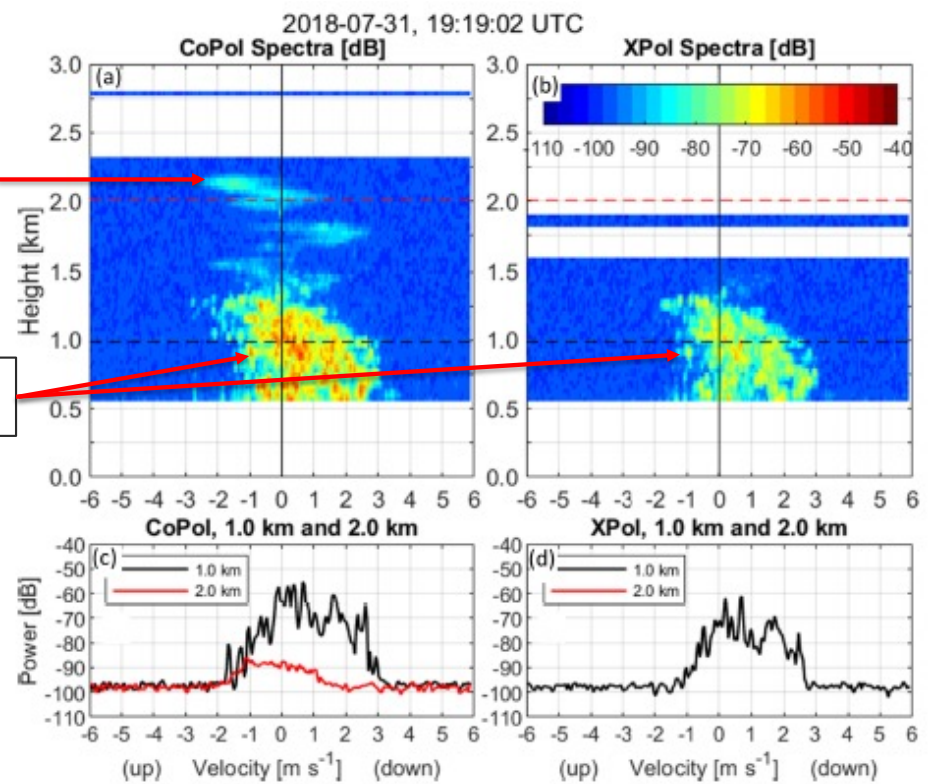 2018-07-31, 19:19:02 UTC
CoPol Spectra [dB]
XPol Spectra [dB]
(a)
(b)
3.0
2.5
2.0
1.5
1.0
0.5
0.0
Height [km]
-6 -5 -4 -3 -2 -1 0 1 2 3 4 5 6
3.0
2.5
2.0
1.5
1.0
0.5
0.0
-110 -100 -90 -80 -70 -60 -50 -40
-6 -5 -4 -3 -2 -1 0 1 2 3 4 5 6
CoPol, 1.0 km and 2.0 km
XPol, 1.0 km and 2.0 km
(c)
1.0 km
2.0 km
-40
-50
-60
-70
-80
-90
-100
-110
Power [dB]
-6 -5 -4 -3 -2 -1 0 1 2 3 4 5 6
(up) Velocity [m s-1] (down)
(d)
1.0 km
2.0 km
-40
-50
-60
-70
-80
-90
-100
-110
-6 -5 -4 -3 -2 -1 0 1 2 3 4 5 6
(up) Velocity [m s-1] (down)